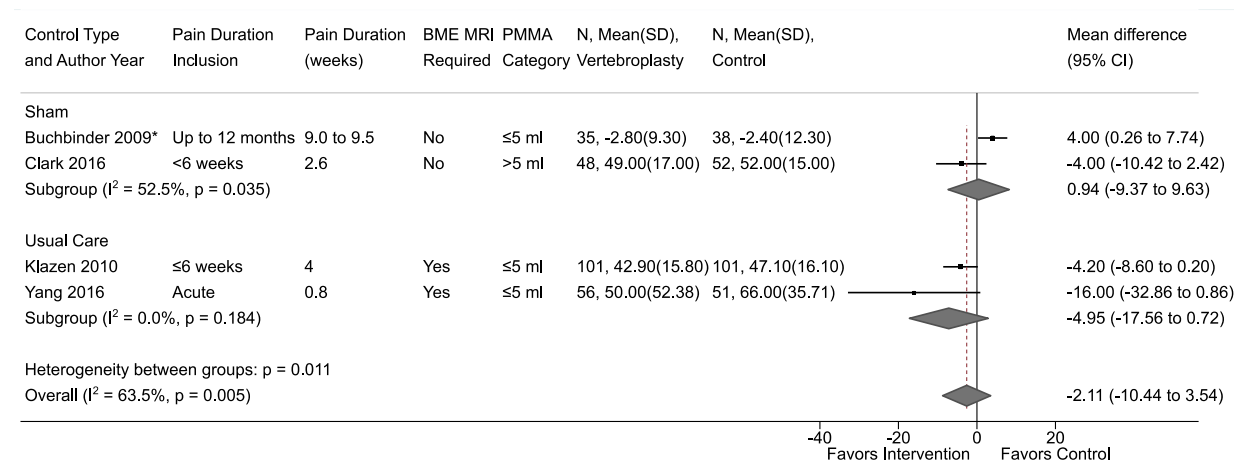 Control Type Pain Duration Pain Duration BME MRI PMMA N, Mean(SD), N, Mean(SD), Mean difference
and Author Year Inclusion (weeks) Required Category Vertebroplasty Control (95% CI)
Sham
Buchbinder 2009* Up to 12 months 9.0 to 9.5 No ≤5 ml 35, -2.80(9.30) 38, -2.40(12.30) 4.00 (0.26 to 7.74)
Clark 2016 <6 weeks 2.6 No >5 ml 48, 49.00(17.00) 52, 52.00(15.00) -4.00 (-10.42 to 2.42)
Subgroup (I² = 52.5%, p = 0.035) 0.94 (-9.37 to 9.63)
Usual Care
Klazen 2010 ≤6 weeks 4 Yes ≤5 ml 101, 42.90(15.80) 101, 47.10(16.10) -4.20 (-8.60 to 0.20)
Yang 2016 Acute 0.8 Yes ≤5 ml 56, 50.00(52.38) 51, 66.00(35.71) -16.00 (-32.86 to 0.86)
Subgroup (I² = 0.0%, p = 0.184) -4.95 (-17.56 to 0.72)
Heterogeneity between groups: p = 0.011
Overall (I² = 63.5%, p = 0.005) -2.11 (-10.44 to 3.54)
-40 -20 0 20
Favors Intervention Favors Control